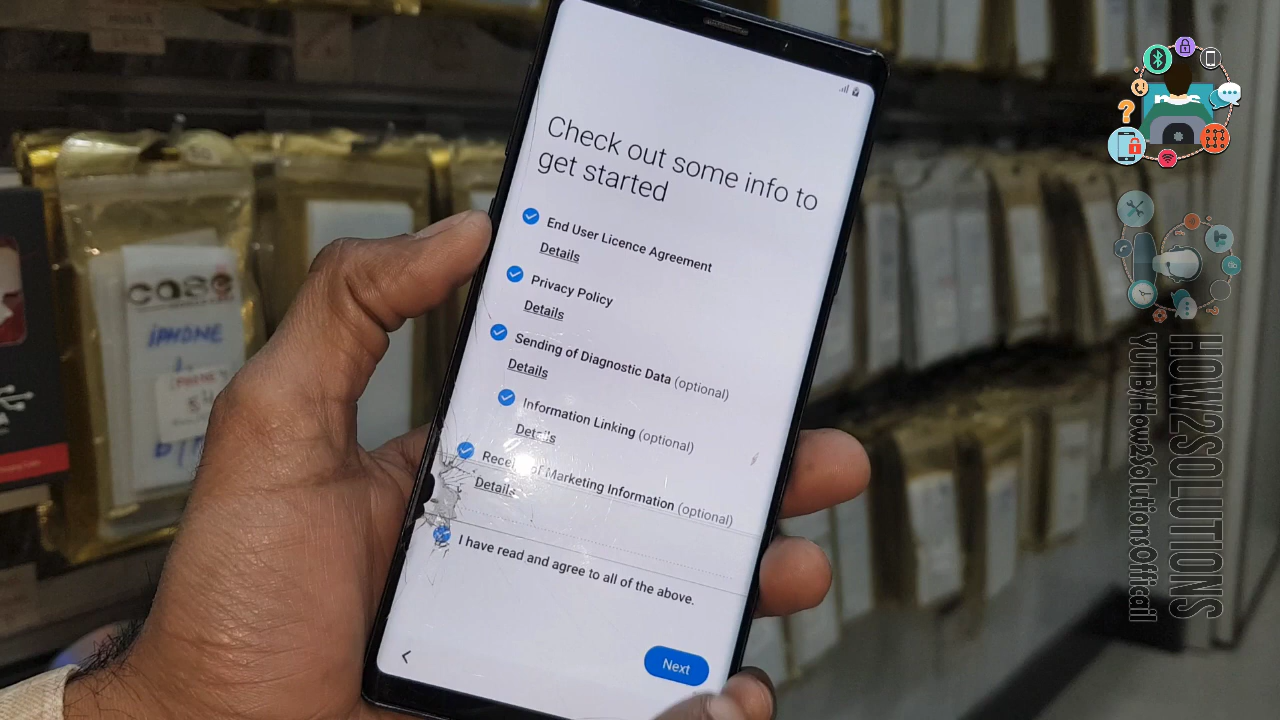 Check out some info to
get started
End User Licence Agreement
Details
Privacy Policy
Details
Sending of Diagnostic Data (optional)
Details
Information Linking (optional)
Details
Receipt of Marketing Information (optional)
Details
I have read and agree to all of the above.
Next
case
iPHONE
HOW2SOLUTIONS
YUTB/How2SolutionsOfficail